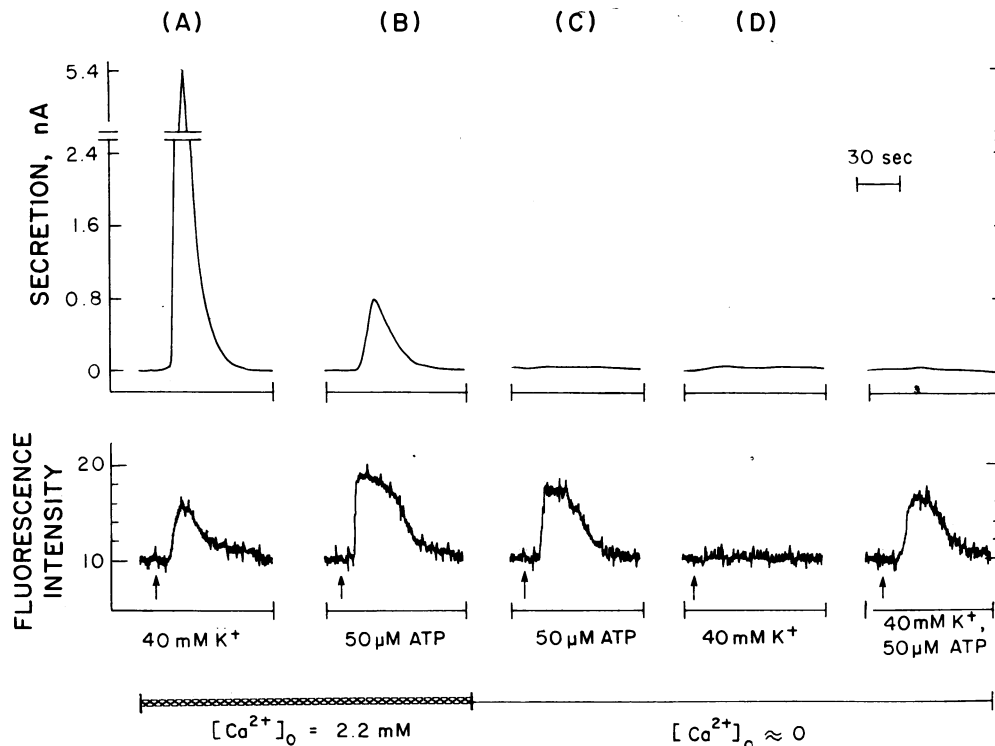 (A) (B) (C) (D)
SECRETION, nA
5.4
2.4
1.6
0.8
0
30 sec
FLUORESCENCE
INTENSITY
20
10
40 mM K⁺ 50 µM ATP 50 µM ATP 40 mM K⁺ 40 mM K⁺,
50 µM ATP
[Ca²⁺]₀ = 2.2 mM [Ca²⁺]₀ ≈ 0